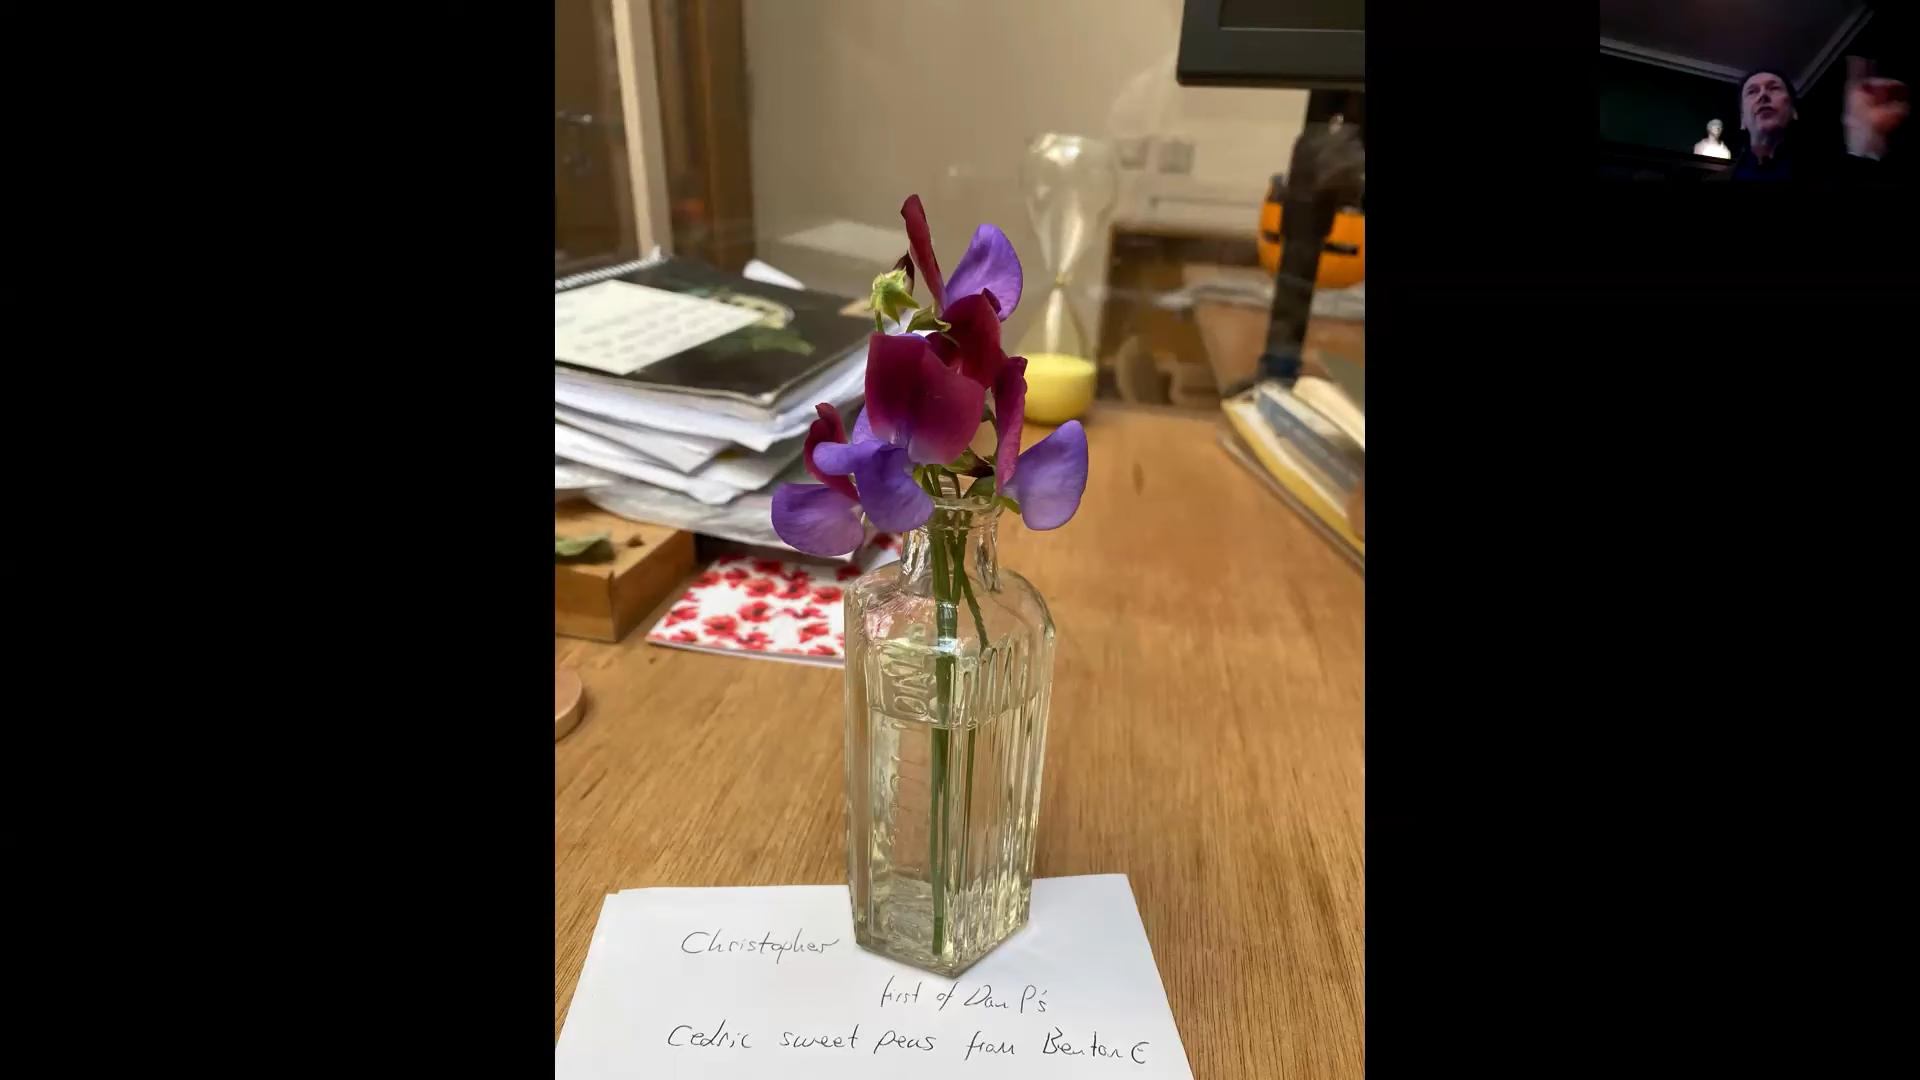 Christopher
first of Dan P's
Cedric sweet peas from Benton E